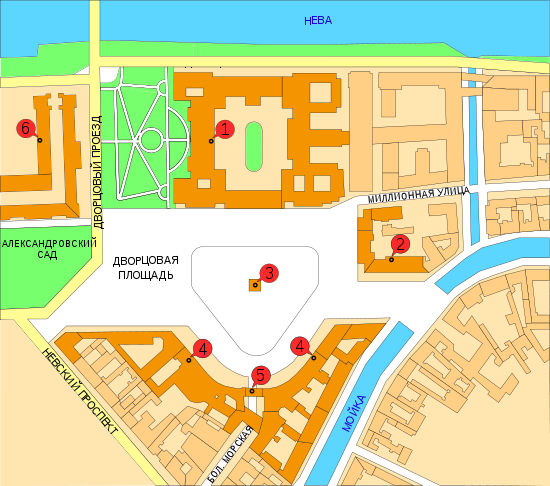 НЕВА
6
1
ДВОРЦОВЫЙ ПРОЕЗД
МИЛЛИОННАЯ УЛИЦА
АЛЕКСАНДРОВСКИЙ
САД
2
ДВОРЦОВАЯ
ПЛОЩАДЬ
3
4
4
5
НЕВСКИЙ ПРОСПЕКТ
БОЛ. МОРСКАЯ
МОЙКА